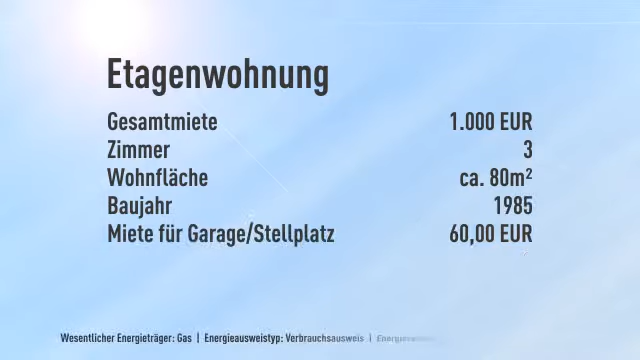 Etagenwohnung
Gesamtmiete 1.000 EUR
Zimmer 3
Wohnfläche ca. 80m²
Baujahr 1985
Miete für Garage/Stellplatz 60,00 EUR
Wesentlicher Energieträger: Gas | Energieausweistyp: Verbrauchsausweis |